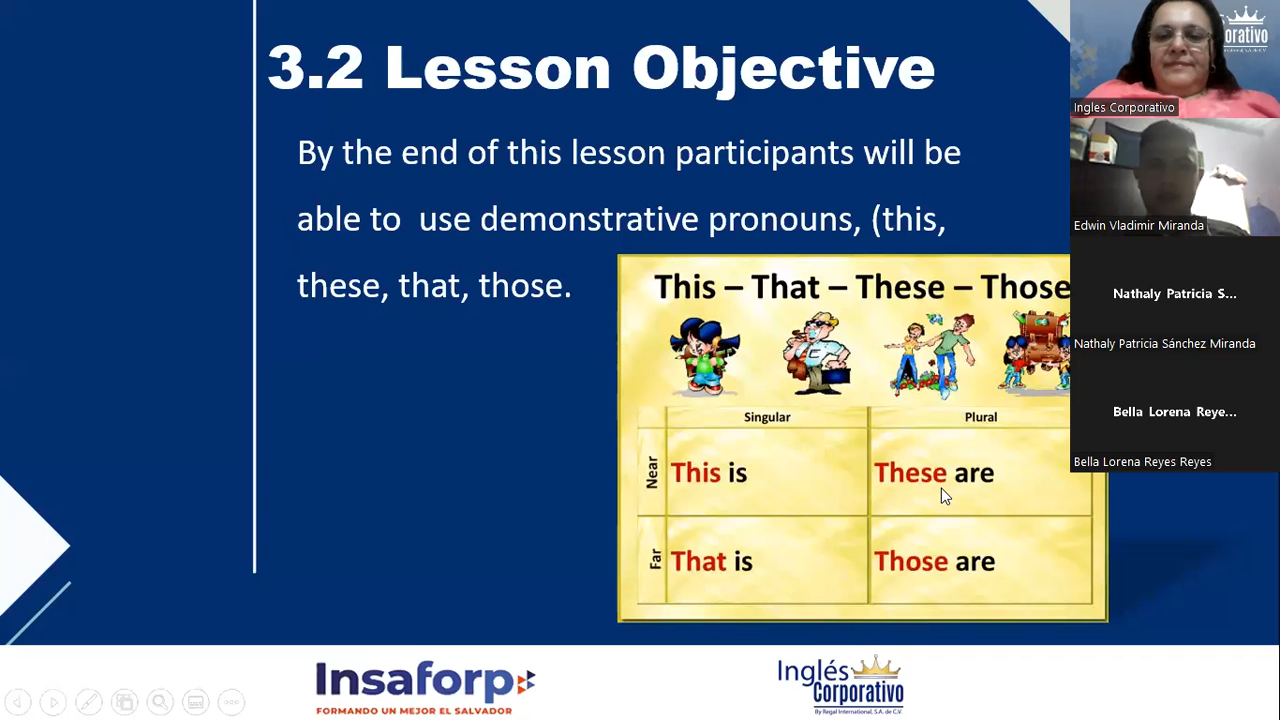 3.2 Lesson Objective
By the end of this lesson participants will be
able to use demonstrative pronouns, (this,
these, that, those.
This – That – These – Those
Singular
Plural
Near
This is
These are
Far
That is
Those are
Insaforp
FORMANDO UN MEJOR EL SALVADOR
Inglés
Corporativo
By Regal International, S.A. de C.V.
orativo
Ingles Corporativo
Edwin Vladimir Miranda
Nathaly Patricia S...
Nathaly Patricia Sánchez Miranda
Bella Lorena Reye...
Bella Lorena Reyes Reyes